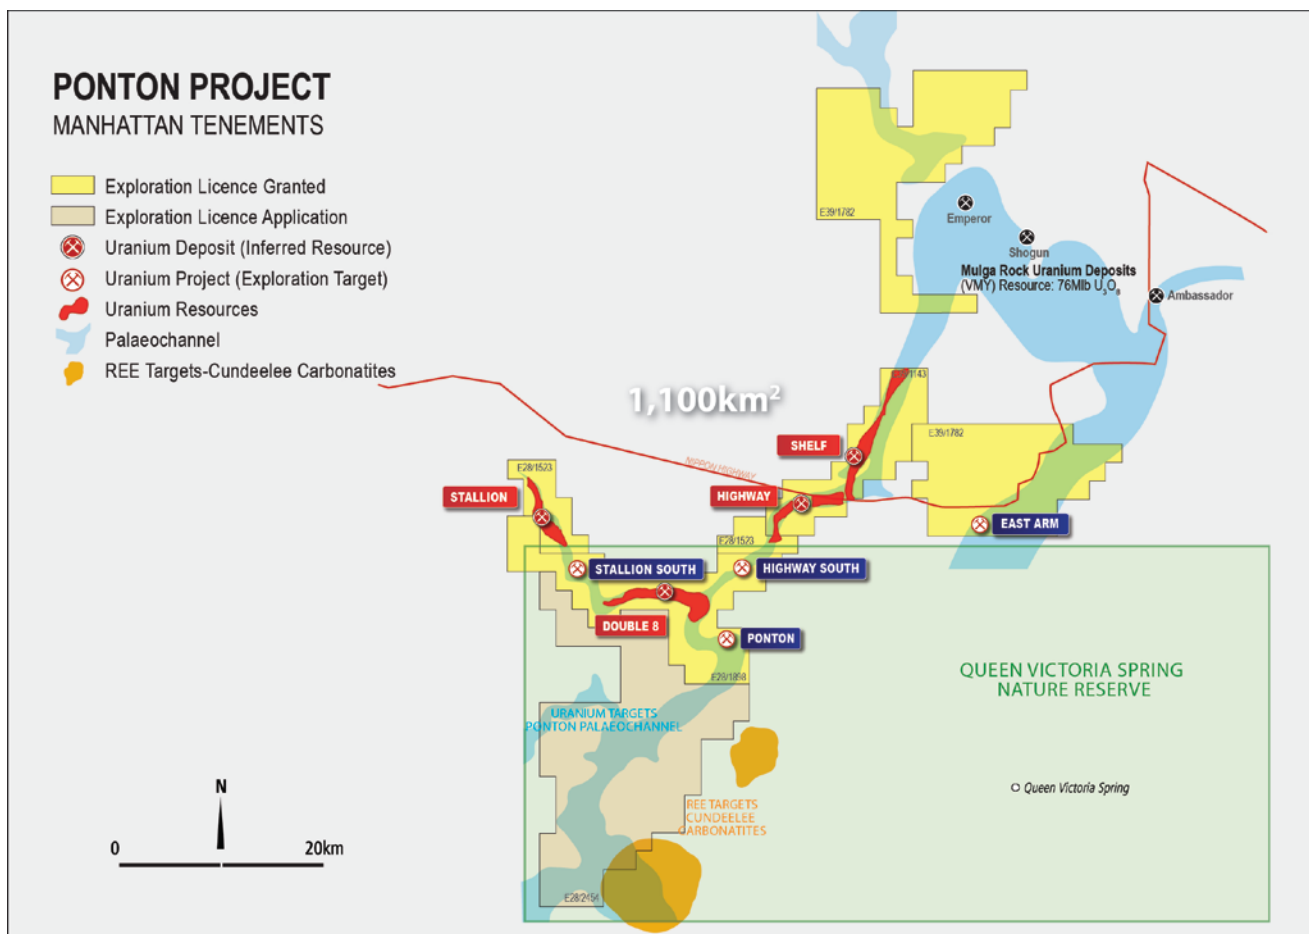 PONTON PROJECT
MANHATTAN TENEMENTS
Exploration Licence Granted
Exploration Licence Application
Uranium Deposit (Inferred Resource)
Uranium Project (Exploration Target)
Uranium Resources
Palaeochannel
REE Targets-Cundeelee Carbonatites
E39/1782
Emperor
Shogun
Mulga Rock Uranium Deposits
(VMY) Resource: 76Mlb U3O8
Ambassador
1,100km²
1143
E39/1782
SHELF
NIPPON HIGHWAY
E28/1523
STALLION
HIGHWAY
EAST ARM
E28/1523
STALLION SOUTH
HIGHWAY SOUTH
DOUBLE 8
PONTON
E28/1898
QUEEN VICTORIA SPRING
NATURE RESERVE
URANIUM TARGETS
PONTON PALAEOCHANNEL
Queen Victoria Spring
REE TARGETS
CUNDEELEE
CARBONATITES
N
0 20km
E28/2454